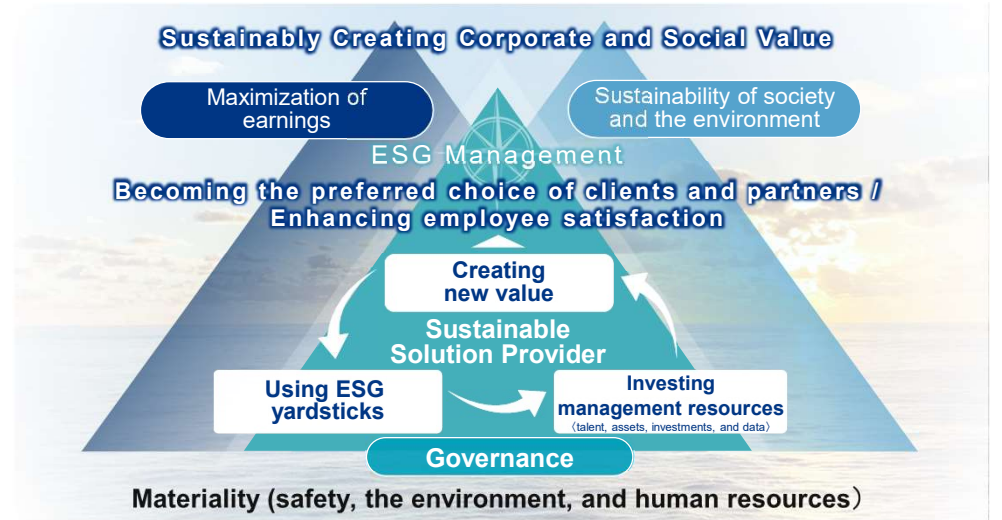 Sustainably Creating Corporate and Social Value
Maximization of
earnings
Sustainability of society
and the environment
ESG Management
Becoming the preferred choice of clients and partners /
Enhancing employee satisfaction
Creating
new value
Sustainable
Solution Provider
Using ESG
yardsticks
Investing
management resources
〈talent, assets, investments, and data〉
Governance
Materiality (safety, the environment, and human resources）